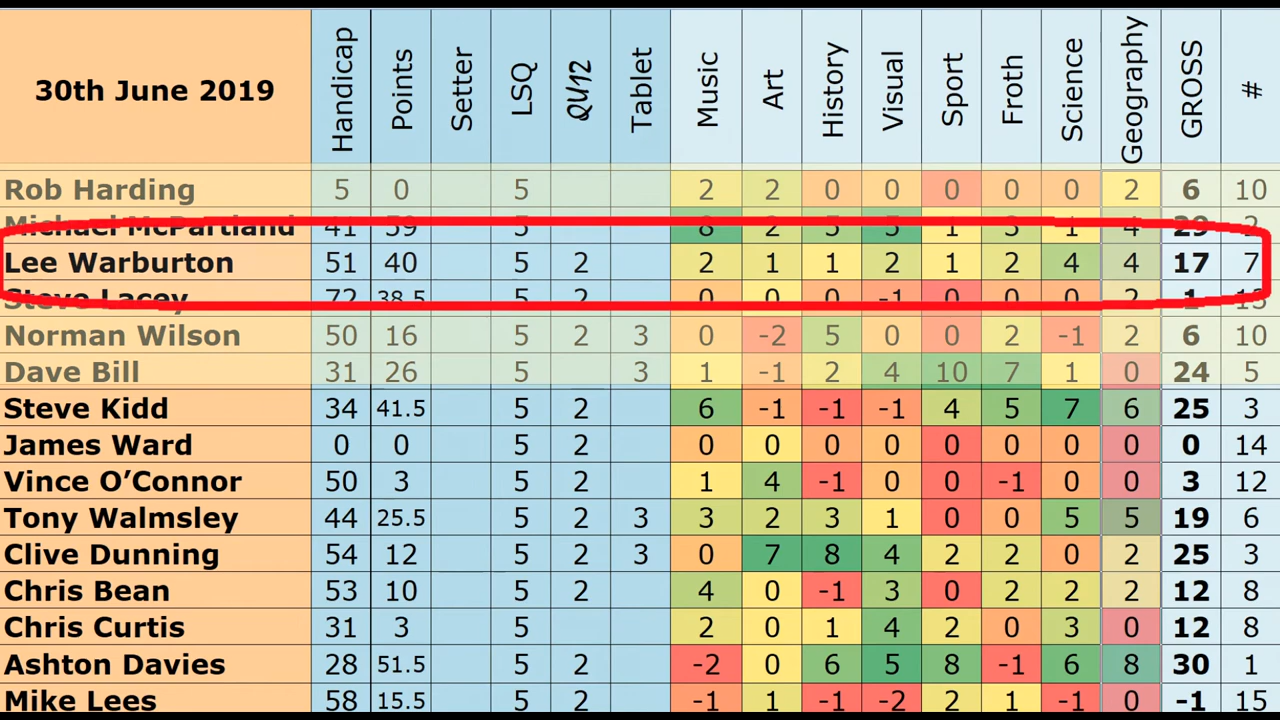 30th June 2019 Handicap Points Setter LSQ QU12 Tablet Music Art History Visual Sport Froth Science Geography GROSS #
Rob Harding 5 0 5 2 2 0 0 0 0 0 2 6 10
Michael McPartland 41 59 5 8 2 5 5 1 3 1 4 29 2
Lee Warburton 51 40 5 2 2 1 1 2 1 2 4 4 17 7
Steve Lacey 72 38.5 5 2 0 0 0 -1 0 0 0 2 1 13
Norman Wilson 50 16 5 2 3 0 -2 5 0 0 2 -1 2 6 10
Dave Bill 31 26 5 3 1 -1 2 4 10 7 1 0 24 5
Steve Kidd 34 41.5 5 2 6 -1 -1 -1 4 5 7 6 25 3
James Ward 0 0 5 2 0 0 0 0 0 0 0 0 0 14
Vince O’Connor 50 3 5 2 1 4 -1 0 0 -1 0 0 3 12
Tony Walmsley 44 25.5 5 2 3 3 2 3 1 0 0 5 5 19 6
Clive Dunning 54 12 5 2 3 0 7 8 4 2 2 0 2 25 3
Chris Bean 53 10 5 2 4 0 -1 3 0 2 2 2 12 8
Chris Curtis 31 3 5 2 0 1 4 2 0 3 0 12 8
Ashton Davies 28 51.5 5 2 -2 0 6 5 8 -1 6 8 30 1
Mike Lees 58 15.5 5 2 -1 1 -1 -2 2 1 -1 0 -1 15